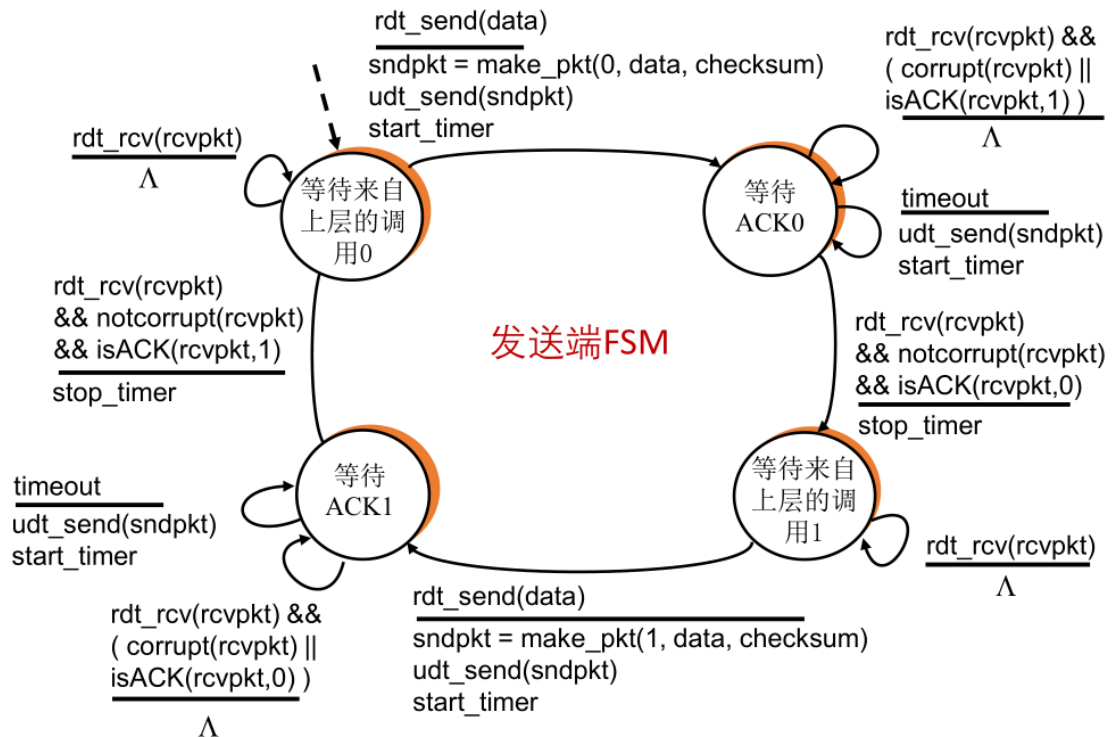 rdt_send(data)
sndpkt = make_pkt(0, data, checksum)
udt_send(sndpkt)
start_timer
rdt_rcv(rcvpkt) &&
( corrupt(rcvpkt) ||
isACK(rcvpkt,1) )
Λ
rdt_rcv(rcvpkt)
Λ
等待来自
上层的调
用0
等待
ACK0
timeout
udt_send(sndpkt)
start_timer
rdt_rcv(rcvpkt)
&& notcorrupt(rcvpkt)
&& isACK(rcvpkt,1)
stop_timer
发送端FSM
rdt_rcv(rcvpkt)
&& notcorrupt(rcvpkt)
&& isACK(rcvpkt,0)
stop_timer
等待
ACK1
等待来自
上层的调
用1
timeout
udt_send(sndpkt)
start_timer
rdt_rcv(rcvpkt)
Λ
rdt_rcv(rcvpkt) &&
( corrupt(rcvpkt) ||
isACK(rcvpkt,0) )
Λ
rdt_send(data)
sndpkt = make_pkt(1, data, checksum)
udt_send(sndpkt)
start_timer